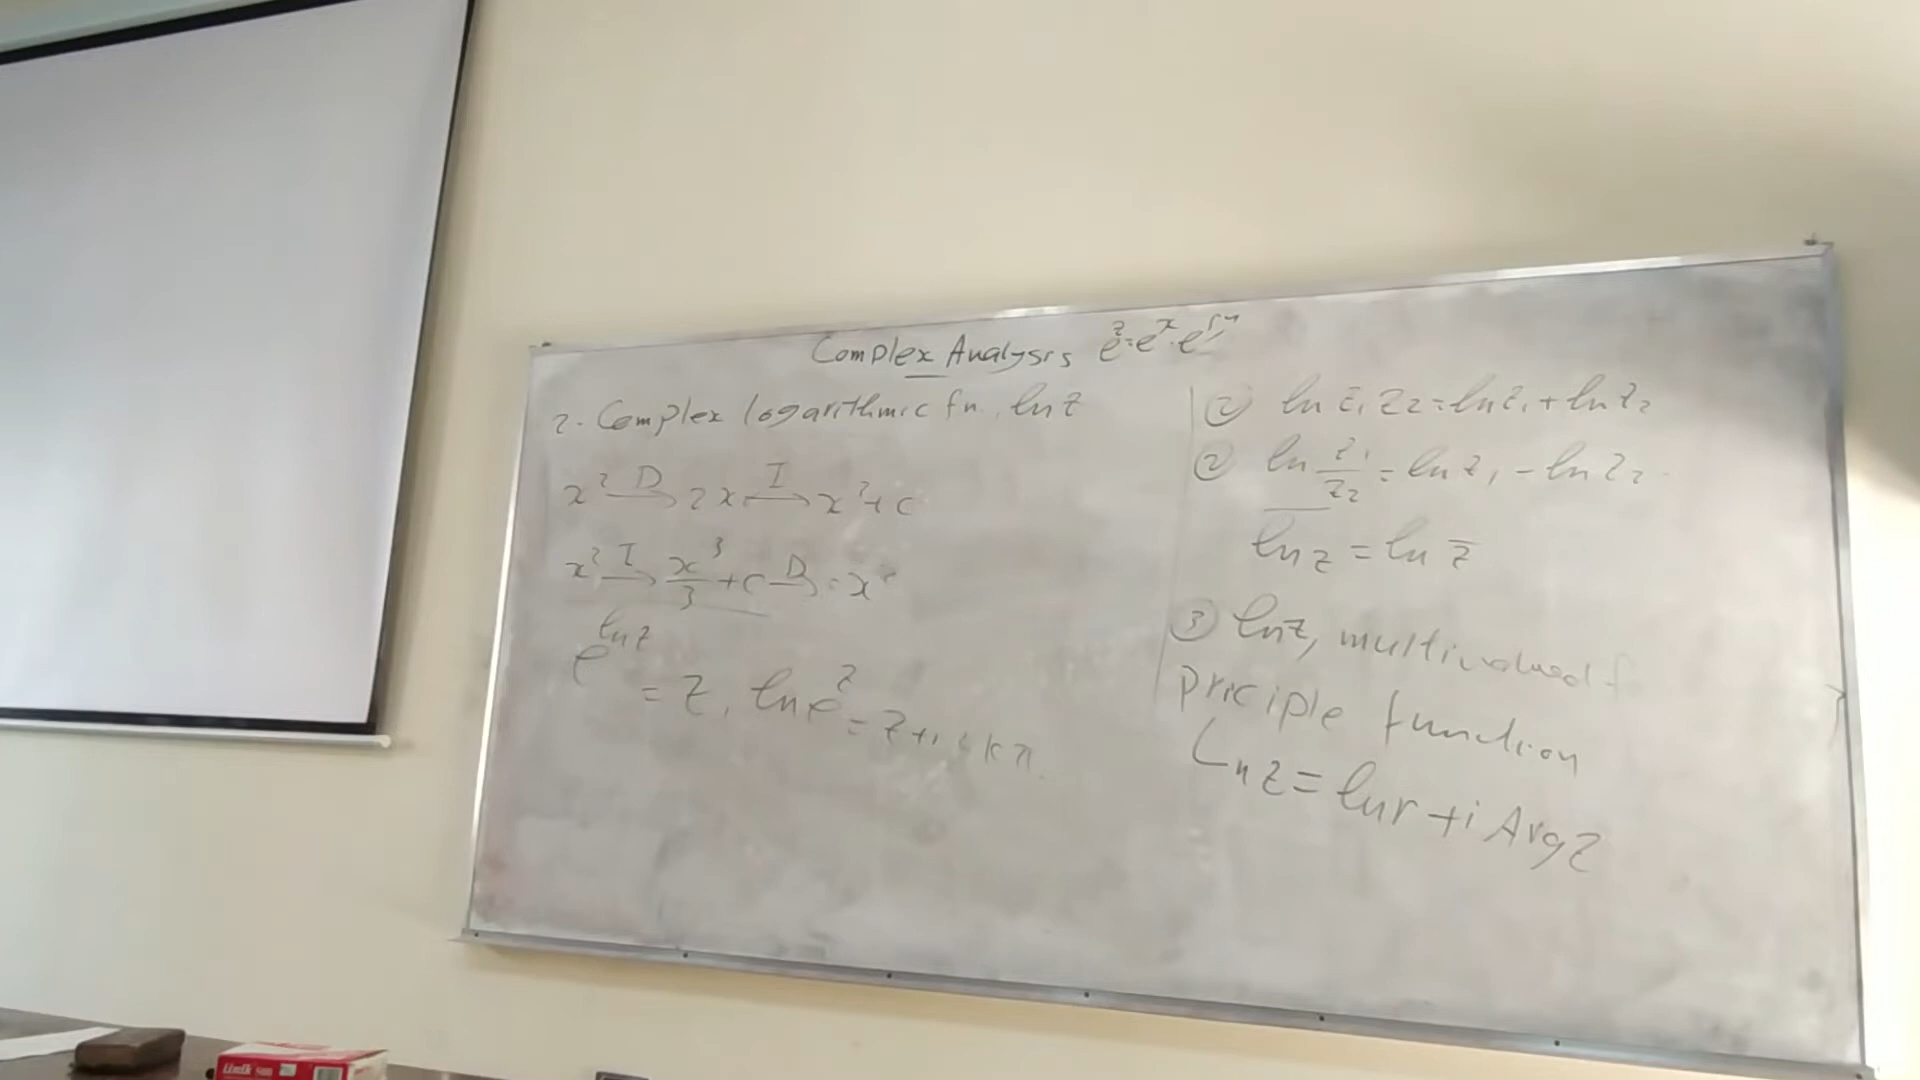 Complex Analysis e^z = e^x · e^iy
2. Complex logarithmic fn. ln z
x² D→ 2x I→ x² + c
x² I→ x³/3 + c D→ = x²
e^ln z = z, ln e^z = z + i 2kπ
① ln z₁ z₂ = ln z₁ + ln z₂
② ln z₁/z₂ = ln z₁ - ln z₂
l̅n̅ ̅z̅ = ln z̅
③ ln z, multivalued f
priciple function
Ln z = ln r + i Arg z